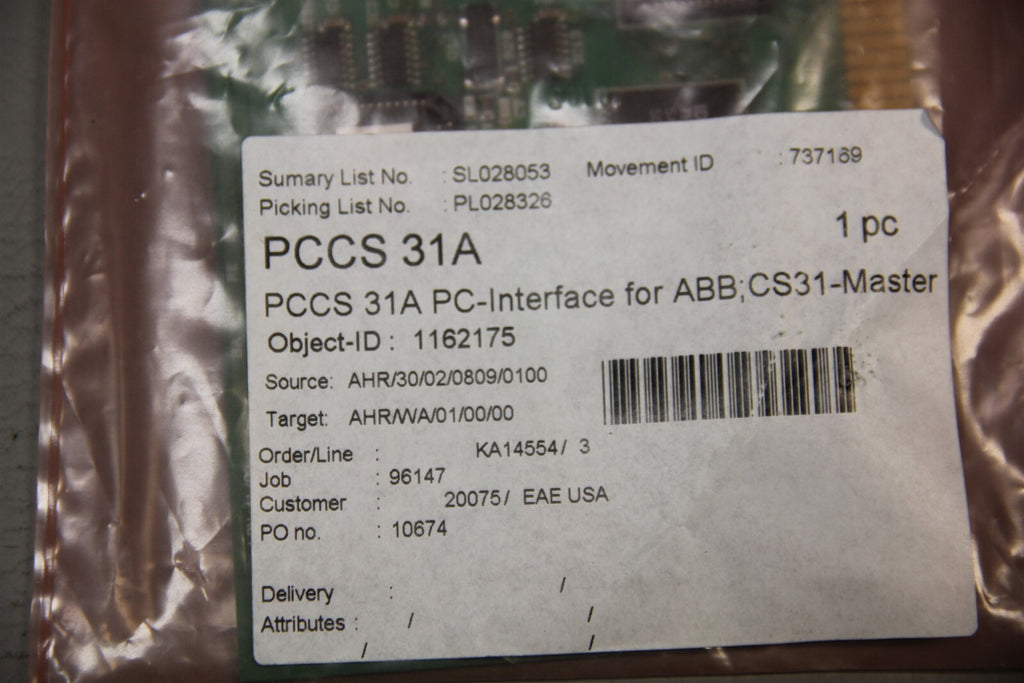 Sumary List No. : SL028053 Movement ID : 737169
Picking List No. : PL028326
1 pc
PCCS 31A
PCCS 31A PC-Interface for ABB;CS31-Master
Object-ID : 1162175
Source: AHR/30/02/0809/0100
Target: AHR/WA/01/00/00
Order/Line : KA14554/ 3
Job : 96147
Customer : 20075/ EAE USA
PO no. : 10674
Delivery : /
Attributes : / /
/ /